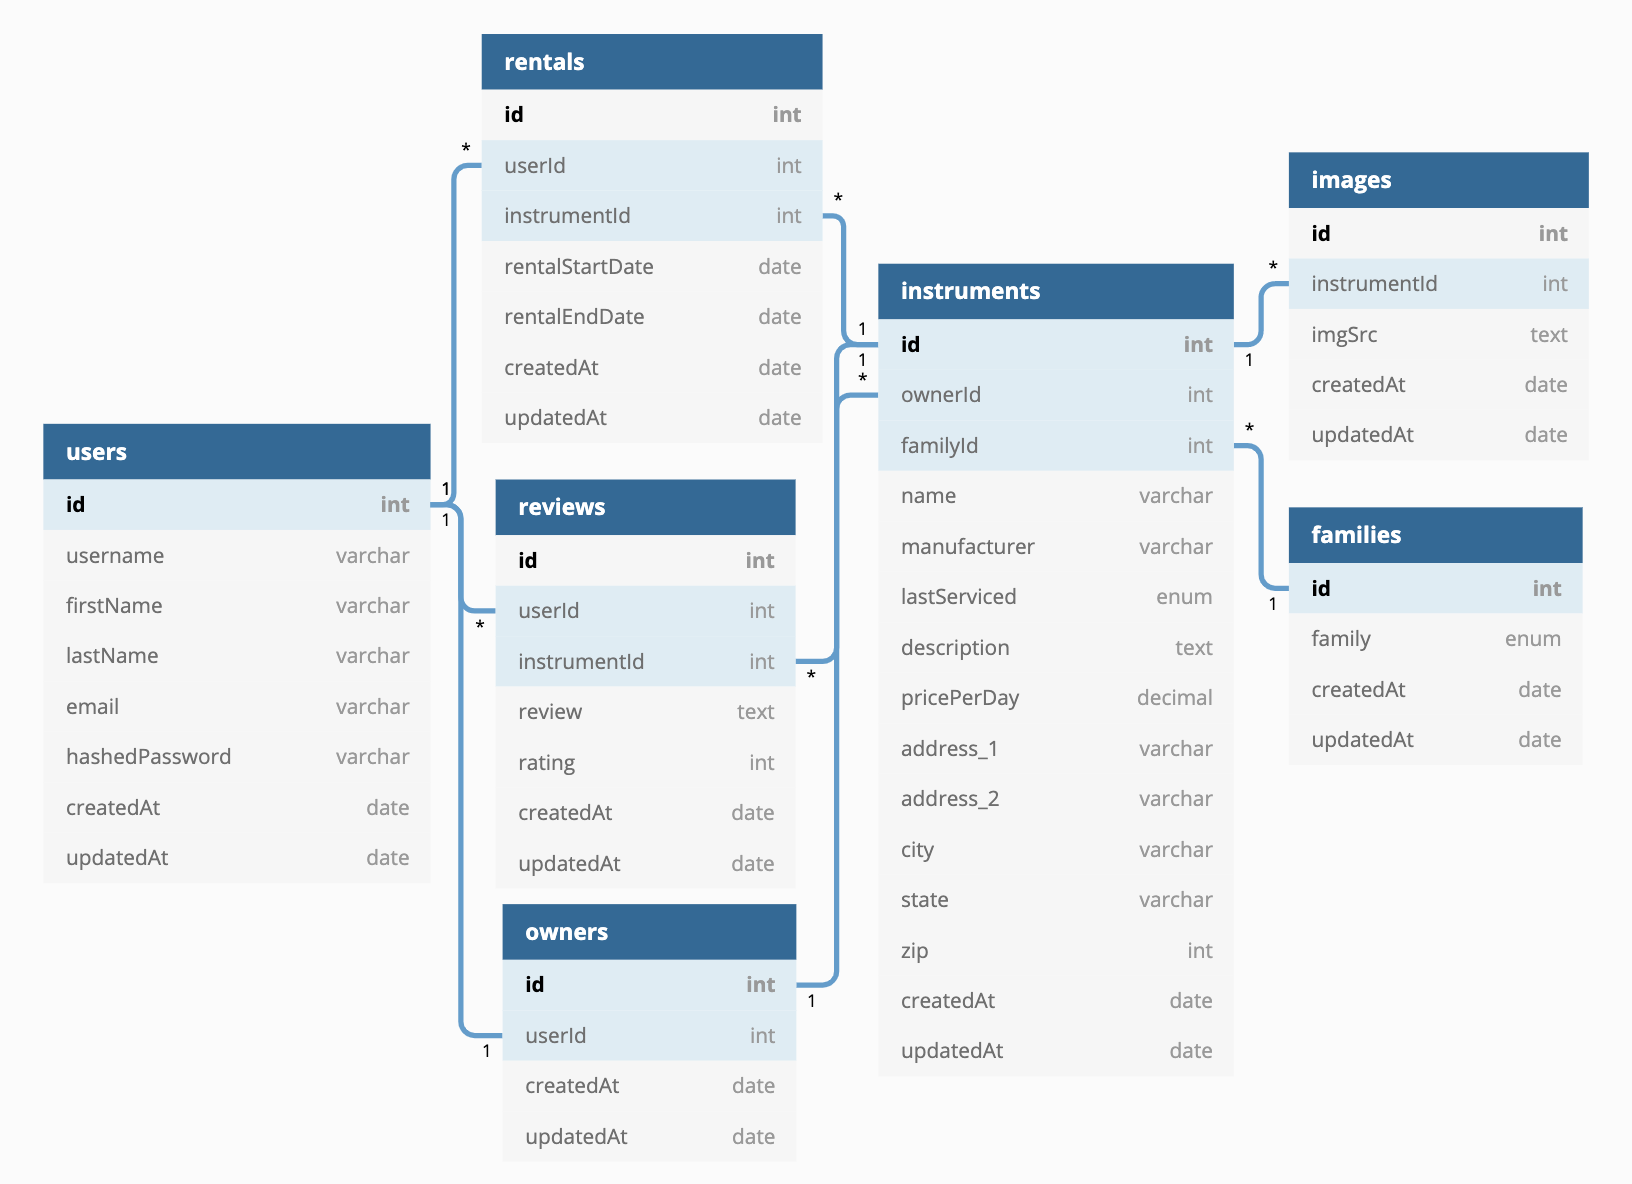 rentals
id int
* userId int
instrumentId int *
rentalStartDate date
rentalEndDate date
createdAt date
updatedAt date
images
id int
* instrumentId int
imgSrc text
createdAt date
updatedAt date
instruments
1 id int 1
1
* ownerId int
familyId int *
name varchar
manufacturer varchar
lastServiced enum
description text
pricePerDay decimal
address_1 varchar
address_2 varchar
city varchar
state varchar
zip int
createdAt date
updatedAt date
users
id int 1
1
username varchar
firstName varchar
lastName varchar
email varchar
hashedPassword varchar
createdAt date
updatedAt date
reviews
id int
userId int
*
instrumentId int
*
review text
rating int
createdAt date
updatedAt date
families
id int
1
family enum
createdAt date
updatedAt date
owners
id int
1
userId int
1
createdAt date
updatedAt date